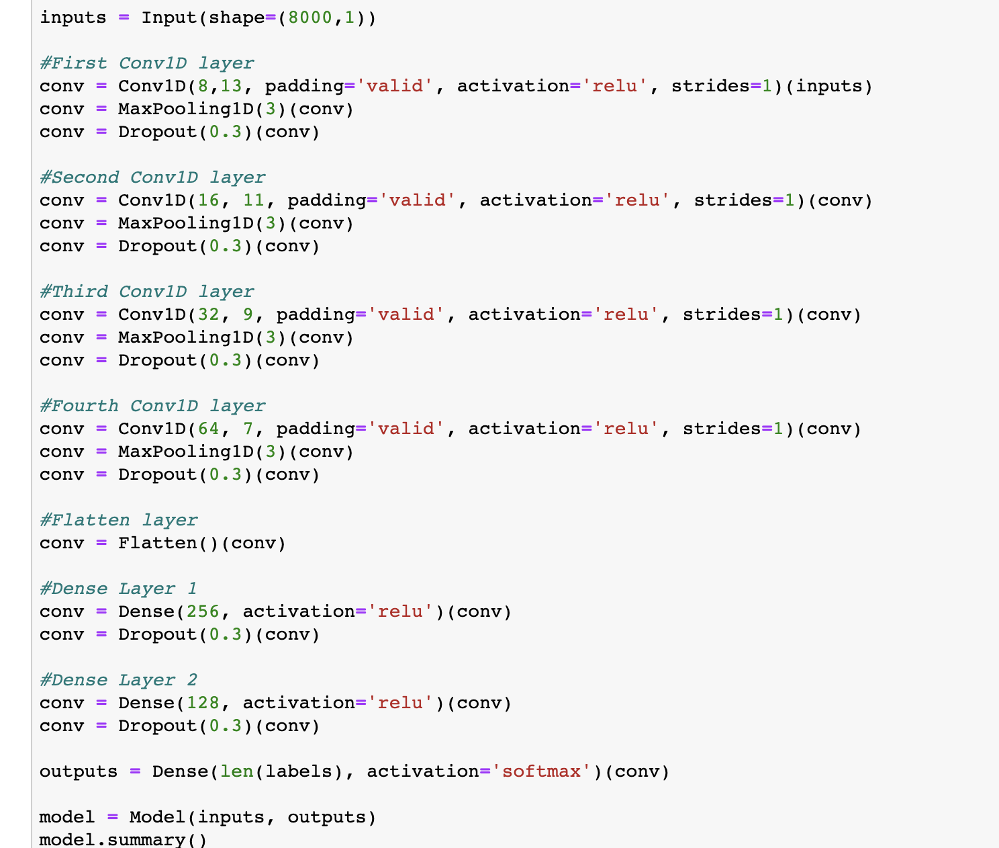 inputs = Input(shape=(8000,1))
#First Conv1D layer
conv = Conv1D(8,13, padding='valid', activation='relu', strides=1)(inputs)
conv = MaxPooling1D(3)(conv)
conv = Dropout(0.3)(conv)
#Second Conv1D layer
conv = Conv1D(16, 11, padding='valid', activation='relu', strides=1)(conv)
conv = MaxPooling1D(3)(conv)
conv = Dropout(0.3)(conv)
#Third Conv1D layer
conv = Conv1D(32, 9, padding='valid', activation='relu', strides=1)(conv)
conv = MaxPooling1D(3)(conv)
conv = Dropout(0.3)(conv)
#Fourth Conv1D layer
conv = Conv1D(64, 7, padding='valid', activation='relu', strides=1)(conv)
conv = MaxPooling1D(3)(conv)
conv = Dropout(0.3)(conv)
#Flatten layer
conv = Flatten()(conv)
#Dense Layer 1
conv = Dense(256, activation='relu')(conv)
conv = Dropout(0.3)(conv)
#Dense Layer 2
conv = Dense(128, activation='relu')(conv)
conv = Dropout(0.3)(conv)
outputs = Dense(len(labels), activation='softmax')(conv)
model = Model(inputs, outputs)
model.summary()